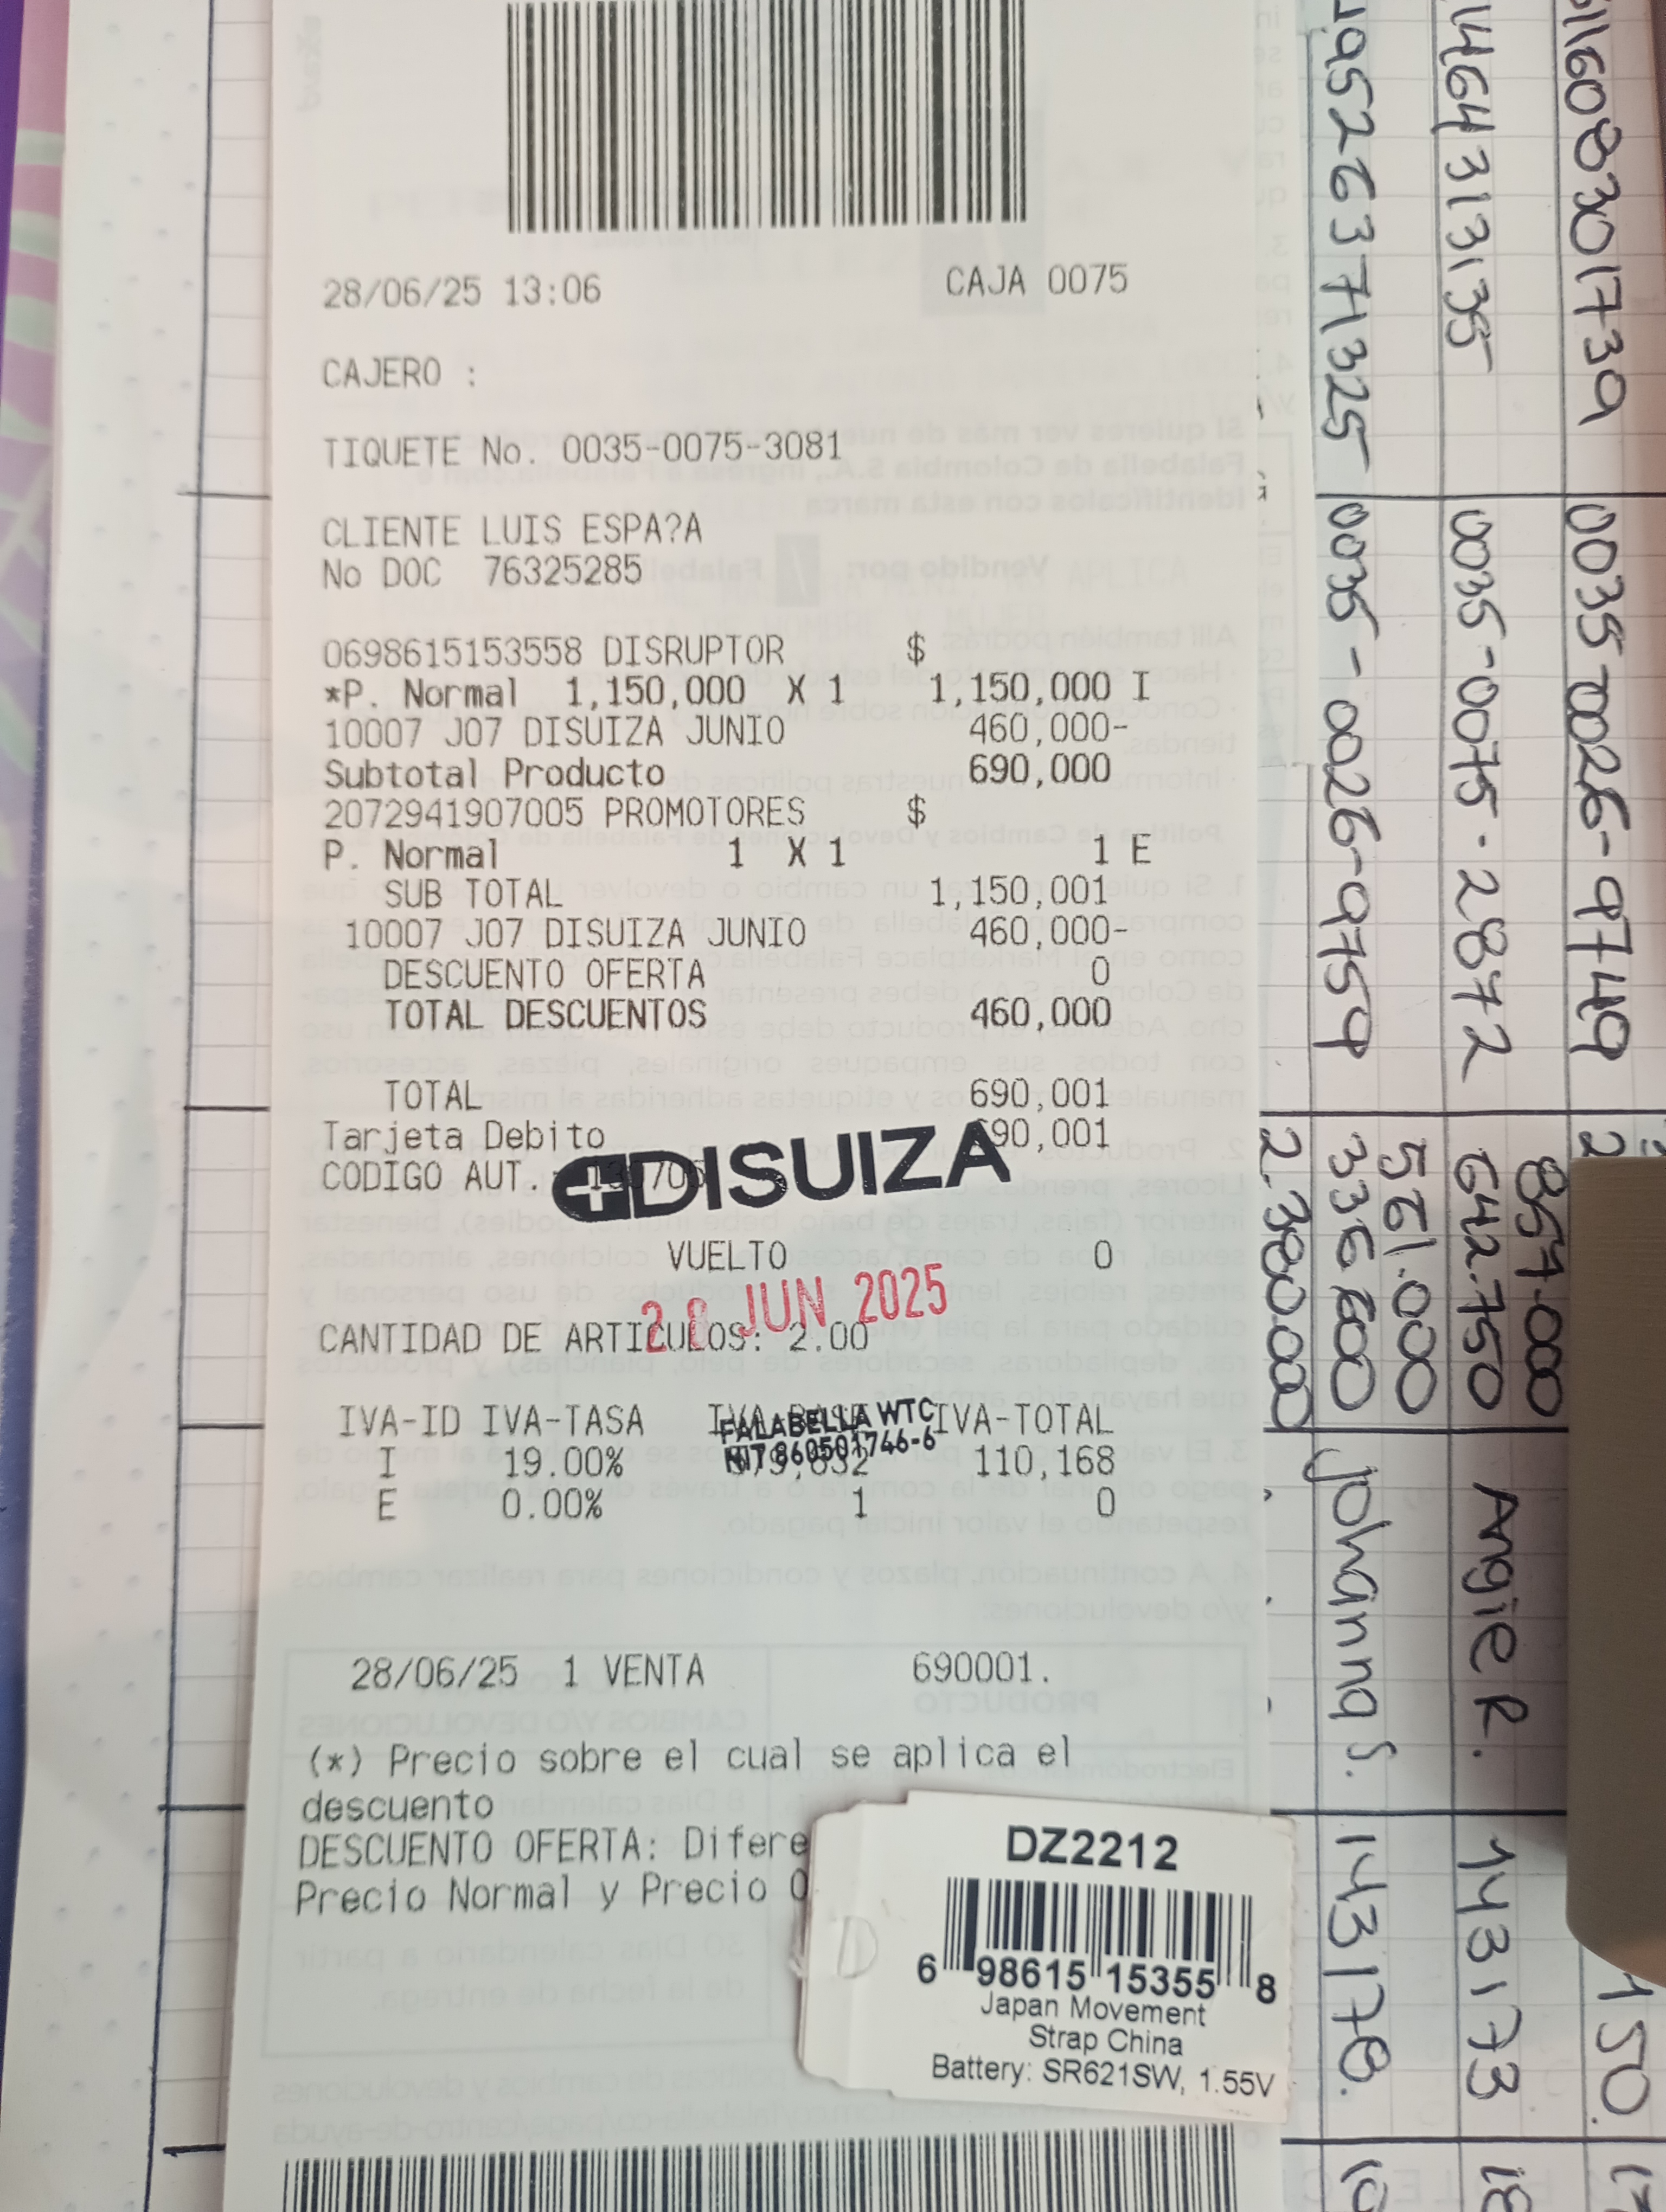 28/06/25 13:06 CAJA 0075
CAJERO :
TIQUETE No. 0035-0075-3081
CLIENTE LUIS ESPA?A
No DOC 76325285
0698615153558 DISRUPTOR $
*P. Normal 1,150,000 X 1 1,150,000 I
10007 J07 DISUIZA JUNIO 460,000-
Subtotal Producto 690,000
2072941907005 PROMOTORES $
P. Normal 1 X 1 1 E
SUB TOTAL 1,150,001
10007 J07 DISUIZA JUNIO 460,000-
DESCUENTO OFERTA 0
TOTAL DESCUENTOS 460,000
TOTAL 690,001
Tarjeta Debito 690,001
CODIGO AUT.
DISUIZA
VUELTO 0
28 JUN 2025
CANTIDAD DE ARTICULOS: 2.00
IVA-ID IVA-TASA IVA-BASE IVA-TOTAL
FALABELLA WTC
NIT 860501746-6
I 19.00% 110,168
E 0.00% 1 0
28/06/25 1 VENTA 690001.
(*) Precio sobre el cual se aplica el
descuento
DESCUENTO OFERTA: Difere
Precio Normal y Precio O
DZ2212
6 98615 15355 8
Japan Movement
Strap China
Battery: SR621SW, 1.55V
0035-0026-9749
857.000
1464313135 0035-0075-2872 642.750 Angie R. 143173
561.000
495263771325 0035-0026-9759 336600 Johanna S. 143178.
2.380.000